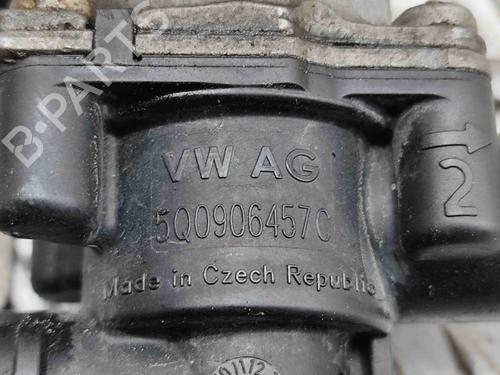 B-PARTS
VW AG
2
5Q0906457C
Made in Czech Republic